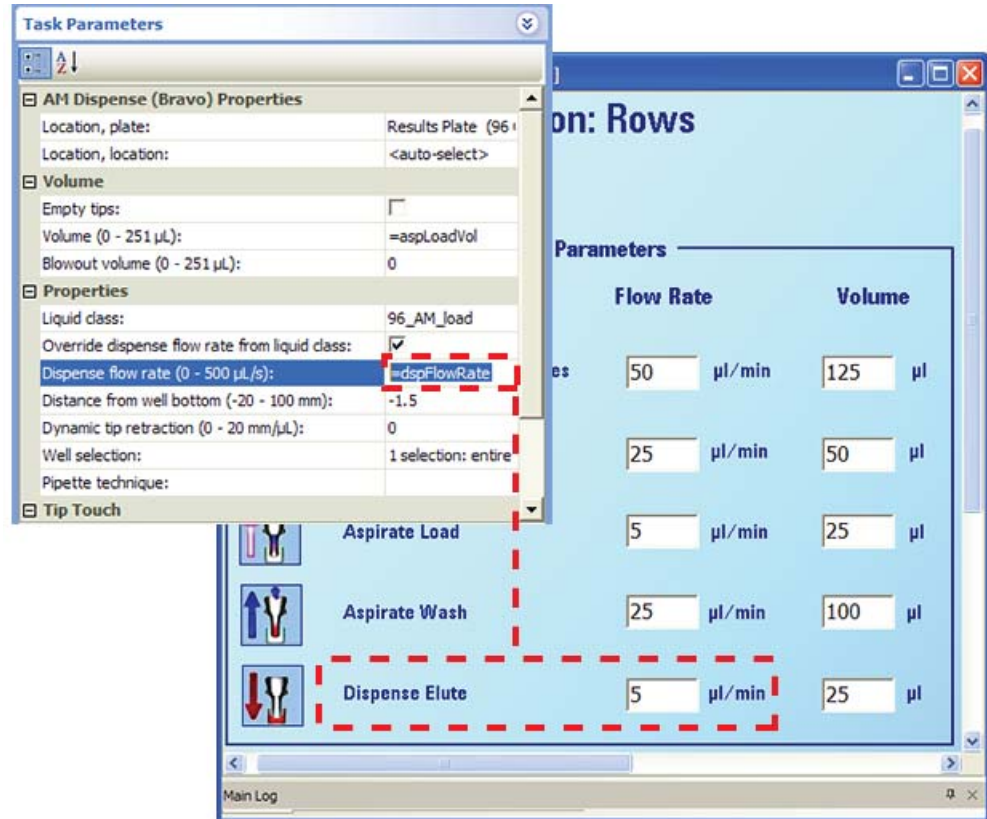 Task Parameters
A
Z
AM Dispense (Bravo) Properties
Location, plate: Results Plate (96
Location, location: <auto-select>
Volume
Empty tips:
Volume (0 - 251 µL): =aspLoadVol
Blowout volume (0 - 251 µL): 0
Properties
Liquid class: 96_AM_load
Override dispense flow rate from liquid class:
Dispense flow rate (0 - 500 µL/s): =dspFlowRate
Distance from well bottom (-20 - 100 mm): -1.5
Dynamic tip retraction (0 - 20 mm/µL): 0
Well selection: 1 selection: entire
Pipette technique:
Tip Touch
on: Rows
Parameters
Flow Rate Volume
es 50 µl/min 125 µl
25 µl/min 50 µl
Aspirate Load 5 µl/min 25 µl
Aspirate Wash 25 µl/min 100 µl
Dispense Elute 5 µl/min 25 µl
Main Log